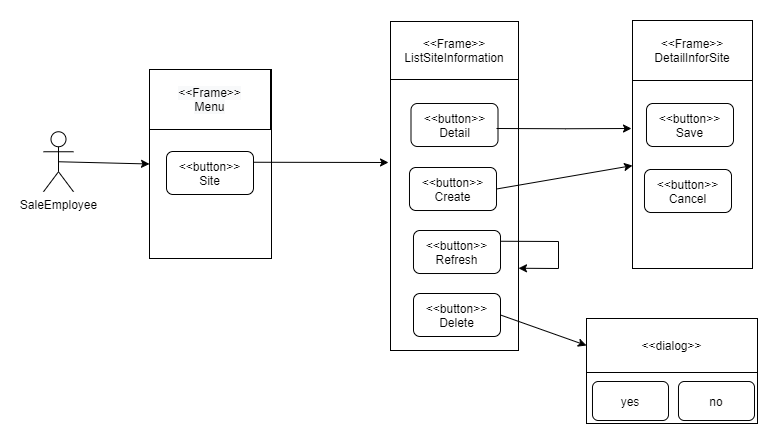 SaleEmployee
<<Frame>>
Menu
<<button>>
Site
<<Frame>>
ListSiteInformation
<<button>>
Detail
<<button>>
Create
<<button>>
Refresh
<<button>>
Delete
<<Frame>>
DetailInforSite
<<button>>
Save
<<button>>
Cancel
<<dialog>>
yes
no